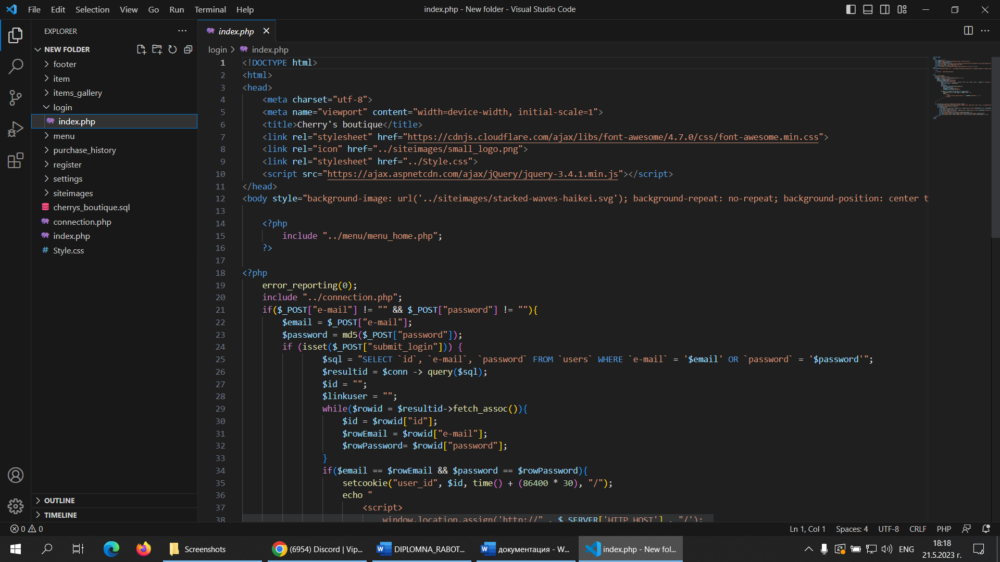 File Edit Selection View Go Run Terminal Help
index.php - New folder - Visual Studio Code
EXPLORER
NEW FOLDER
footer
item
items_gallery
login
index.php
menu
purchase_history
register
settings
siteimages
cherrys_boutique.sql
connection.php
index.php
Style.css
OUTLINE
TIMELINE
index.php
login > index.php
1 <!DOCTYPE html>
2 <html>
3 <head>
4 <meta charset="utf-8">
5 <meta name="viewport" content="width=device-width, initial-scale=1">
6 <title>Cherry's boutique</title>
7 <link rel="stylesheet" href="https://cdnjs.cloudflare.com/ajax/libs/font-awesome/4.7.0/css/font-awesome.min.css">
8 <link rel="icon" href="../siteimages/small_logo.png">
9 <link rel="stylesheet" href="../Style.css">
10 <script src="https://ajax.aspnetcdn.com/ajax/jQuery/jquery-3.4.1.min.js"></script>
11 </head>
12 <body style="background-image: url('../siteimages/stacked-waves-haikei.svg'); background-repeat: no-repeat; background-position: center t
13
14 <?php
15 include "../menu/menu_home.php";
16 ?>
17
18 <?php
19 error_reporting(0);
20 include "../connection.php";
21 if($_POST["e-mail"] != "" && $_POST["password"] != ""){
22 $email = $_POST["e-mail"];
23 $password = md5($_POST["password"]);
24 if (isset($_POST["submit_login"])) {
25 $sql = "SELECT `id`, `e-mail`, `password` FROM `users` WHERE `e-mail` = '$email' OR `password` = '$password'";
26 $resultid = $conn -> query($sql);
27 $id = "";
28 $linkuser = "";
29 while($rowid = $resultid->fetch_assoc()){
30 $id = $rowid["id"];
31 $rowEmail = $rowid["e-mail"];
32 $rowPassword= $rowid["password"];
33 }
34 if($email == $rowEmail && $password == $rowPassword){
35 setcookie("user_id", $id, time() + (86400 * 30), "/");
36 echo "
37 <script>
38 window.location.assign('http://" . $_SERVER['HTTP_HOST'] . "/');
0 0
Ln 1, Col 1 Spaces: 4 UTF-8 CRLF PHP
Screenshots
(6954) Discord | Vip...
DIPLOMNA_RABOT...
документация - W...
index.php - New fol...
ENG
18:18
21.5.2023 г.